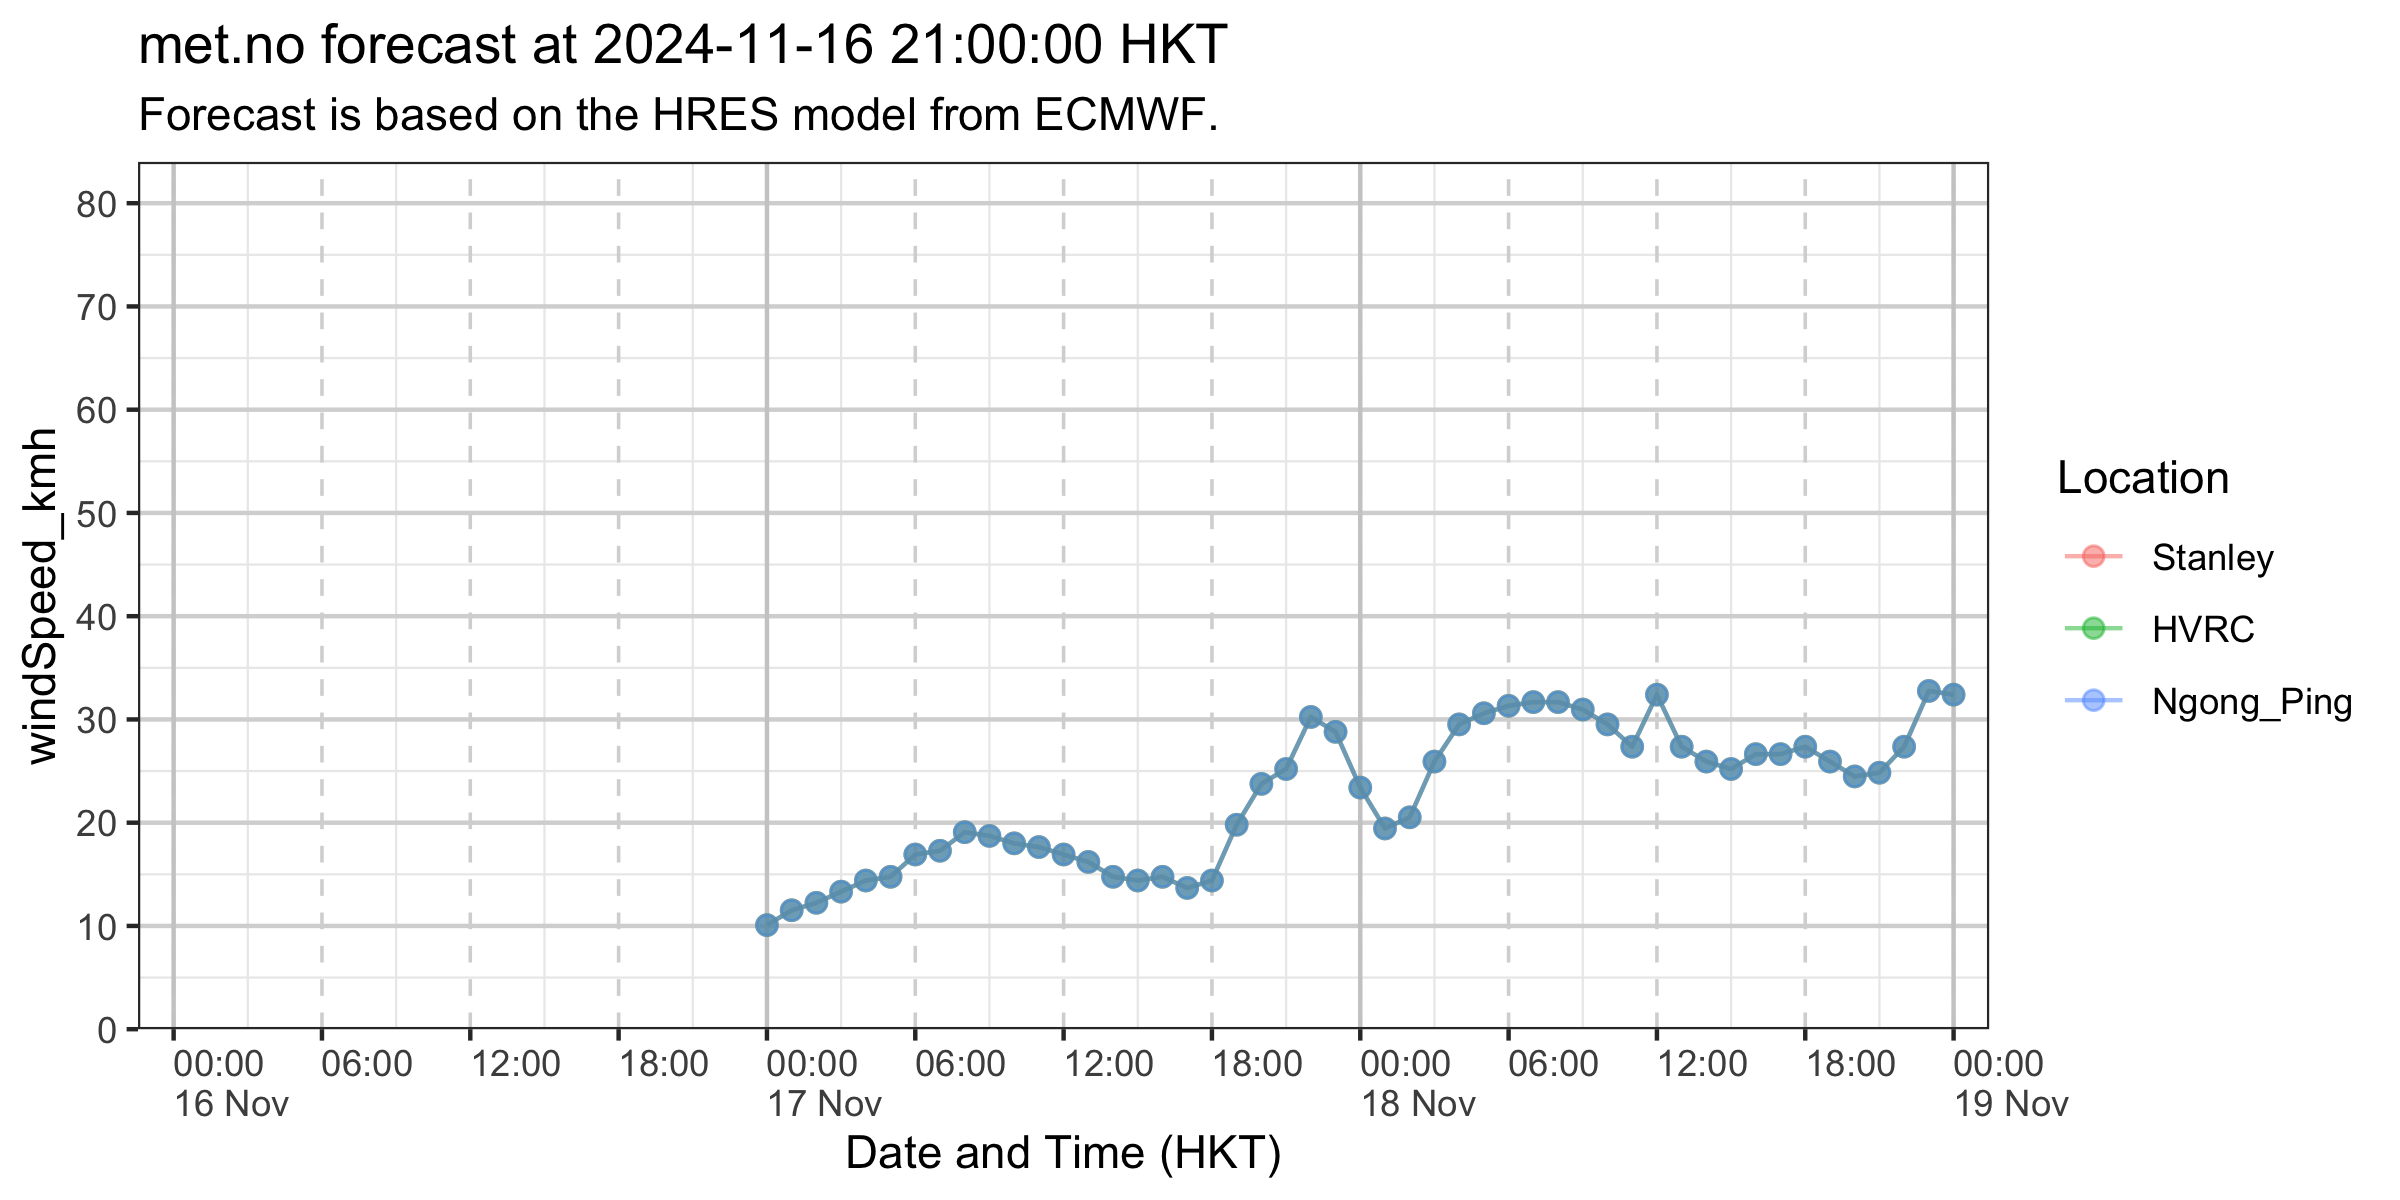 met.no forecast at 2024-11-16 21:00:00 HKT
Forecast is based on the HRES model from ECMWF.
windSpeed_kmh
80
70
60
50
40
30
20
10
0
00:00 06:00 12:00 18:00 00:00 06:00 12:00 18:00 00:00 06:00 12:00 18:00 00:00
16 Nov 17 Nov 18 Nov 19 Nov
Date and Time (HKT)
Location
Stanley
HVRC
Ngong_Ping